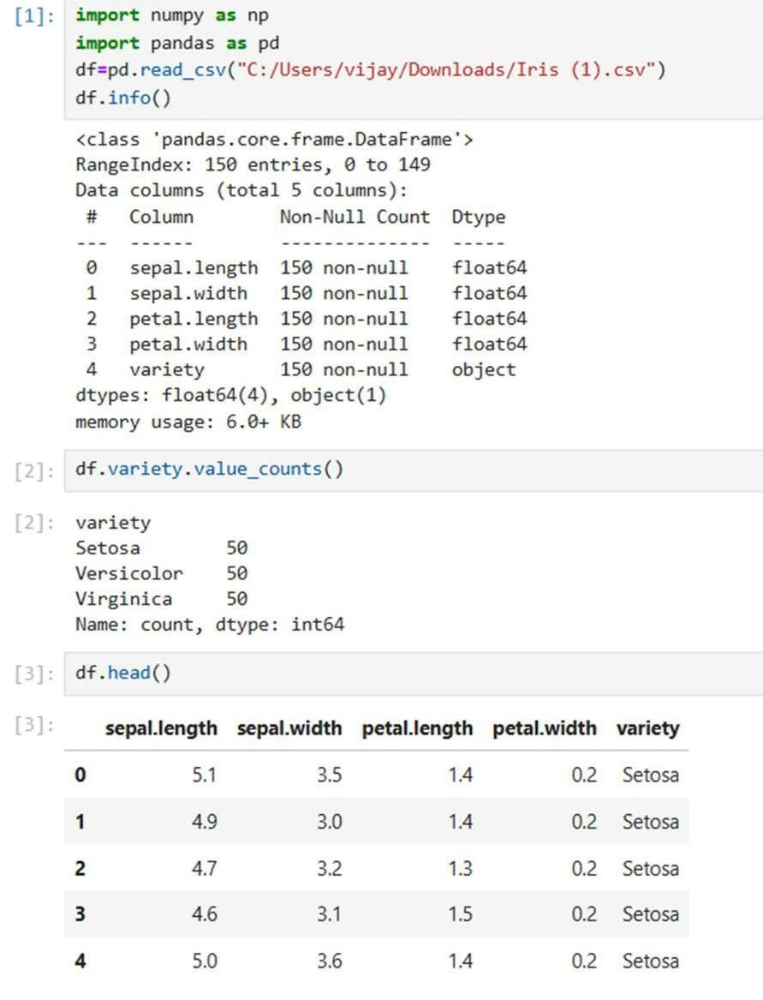 [1]: import numpy as np
import pandas as pd
df=pd.read_csv("C:/Users/vijay/Downloads/Iris (1).csv")
df.info()
<class 'pandas.core.frame.DataFrame'>
RangeIndex: 150 entries, 0 to 149
Data columns (total 5 columns):
 #   Column        Non-Null Count  Dtype
---  ------        --------------  -----
 0   sepal.length  150 non-null    float64
 1   sepal.width   150 non-null    float64
 2   petal.length  150 non-null    float64
 3   petal.width   150 non-null    float64
 4   variety       150 non-null    object
dtypes: float64(4), object(1)
memory usage: 6.0+ KB
[2]: df.variety.value_counts()
[2]: variety
Setosa        50
Versicolor    50
Virginica     50
Name: count, dtype: int64
[3]: df.head()
[3]: sepal.length sepal.width petal.length petal.width variety
0 5.1 3.5 1.4 0.2 Setosa
1 4.9 3.0 1.4 0.2 Setosa
2 4.7 3.2 1.3 0.2 Setosa
3 4.6 3.1 1.5 0.2 Setosa
4 5.0 3.6 1.4 0.2 Setosa